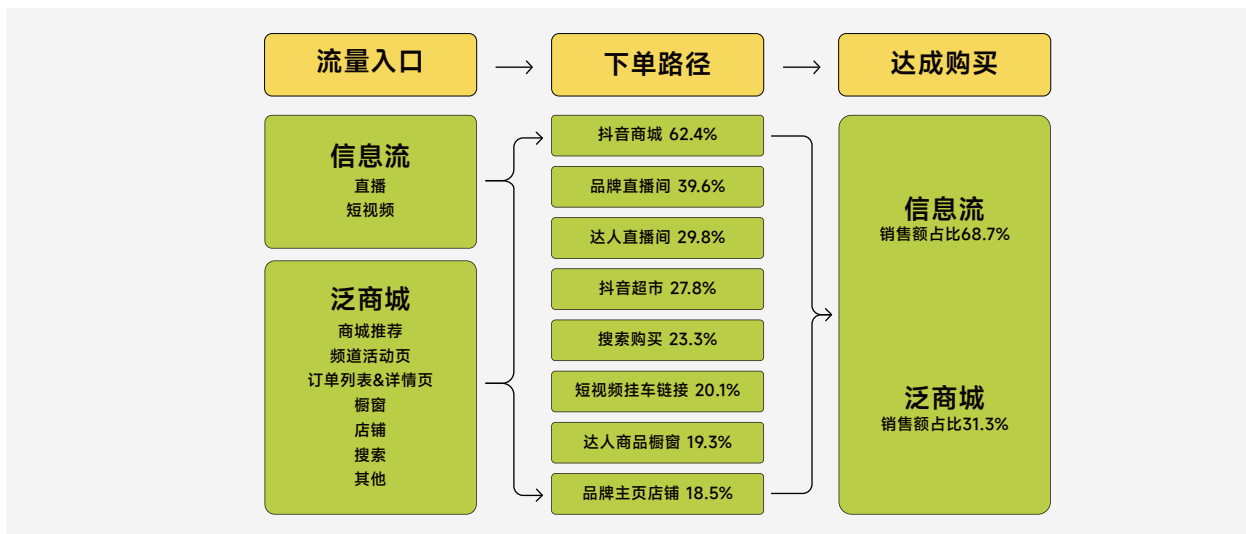 流量入口
下单路径
达成购买
信息流
直播
短视频
泛商城
商城推荐
频道活动页
订单列表&详情页
橱窗
店铺
搜索
其他
抖音商城 62.4%
品牌直播间 39.6%
达人直播间 29.8%
抖音超市 27.8%
搜索购买 23.3%
短视频挂车链接 20.1%
达人商品橱窗 19.3%
品牌主页店铺 18.5%
信息流
销售额占比68.7%
泛商城
销售额占比31.3%